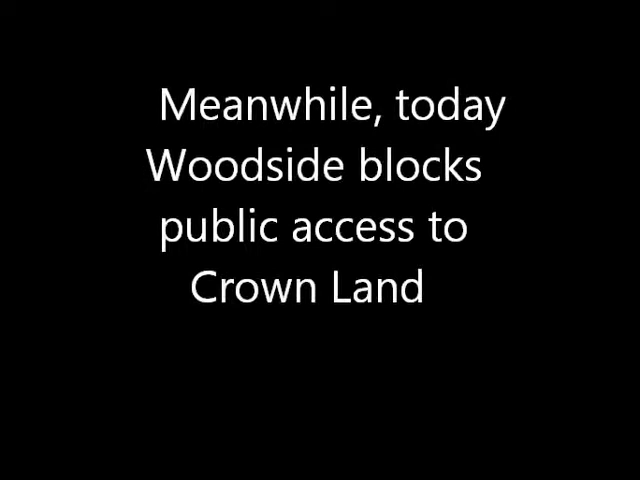 Meanwhile, today
Woodside blocks
public access to
Crown Land